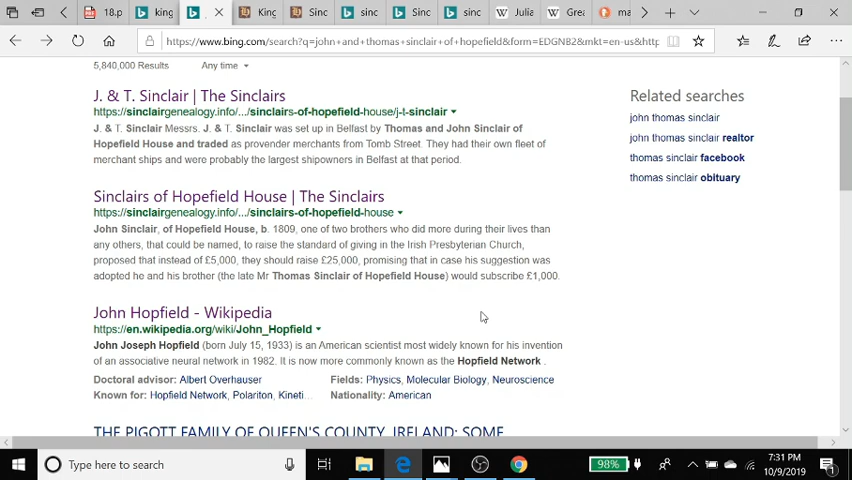 18.p
king
King
Sinc
sinc
Sinc
sinc
W Julia
W Grea
ma
https://www.bing.com/search?q=john+and+thomas+sinclair+of+hopefield&form=EDGNB2&mkt=en-us&http
5,840,000 Results Any time
J. & T. Sinclair | The Sinclairs
https://sinclairgenealogy.info/.../sinclairs-of-hopefield-house/j-t-sinclair
J. & T. Sinclair Messrs. J. & T. Sinclair was set up in Belfast by Thomas and John Sinclair of
Hopefield House and traded as provender merchants from Tomb Street. They had their own fleet of
merchant ships and were probably the largest shipowners in Belfast at that period.
Sinclairs of Hopefield House | The Sinclairs
https://sinclairgenealogy.info/.../sinclairs-of-hopefield-house
John Sinclair, of Hopefield House, b. 1809, one of two brothers who did more during their lives than
any others, that could be named, to raise the standard of giving in the Irish Presbyterian Church,
proposed that instead of £5,000, they should raise £25,000, promising that in case his suggestion was
adopted he and his brother (the late Mr Thomas Sinclair of Hopefield House) would subscribe £1,000.
John Hopfield - Wikipedia
https://en.wikipedia.org/wiki/John_Hopfield
John Joseph Hopfield (born July 15, 1933) is an American scientist most widely known for his invention
of an associative neural network in 1982. It is now more commonly known as the Hopfield Network .
Doctoral advisor: Albert Overhauser Fields: Physics, Molecular Biology, Neuroscience
Known for: Hopfield Network, Polariton, Kineti... Nationality: American
THE PIGOTT FAMILY OF QUEEN'S COUNTY, IRELAND: SOME
Related searches
john thomas sinclair
john thomas sinclair realtor
thomas sinclair facebook
thomas sinclair obituary
Type here to search
98%
7:31 PM
10/9/2019
1